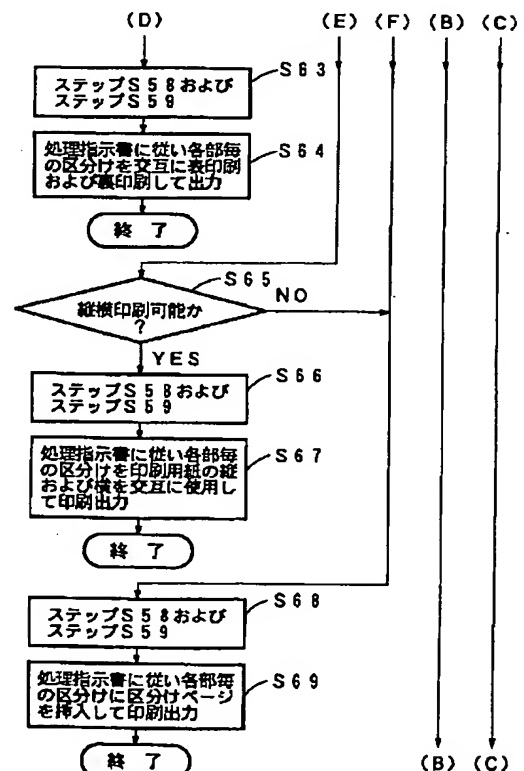 (D) (E) (F) (B) (C)
S63
ステップS58および
ステップS59
S64
処理指示書に従い各部毎
の区分けを交互に表印刷
および裏印刷して出力
終了
S65
縦横印刷可能か
?
NO
YES
S66
ステップS58および
ステップS59
S67
処理指示書に従い各部毎
の区分けを印刷用紙の縦
および横を交互に使用し
て印刷出力
終了
S68
ステップS58および
ステップS59
S69
処理指示書に従い各部毎
の区分けに区分けページ
を挿入して印刷出力
終了
(B) (C)